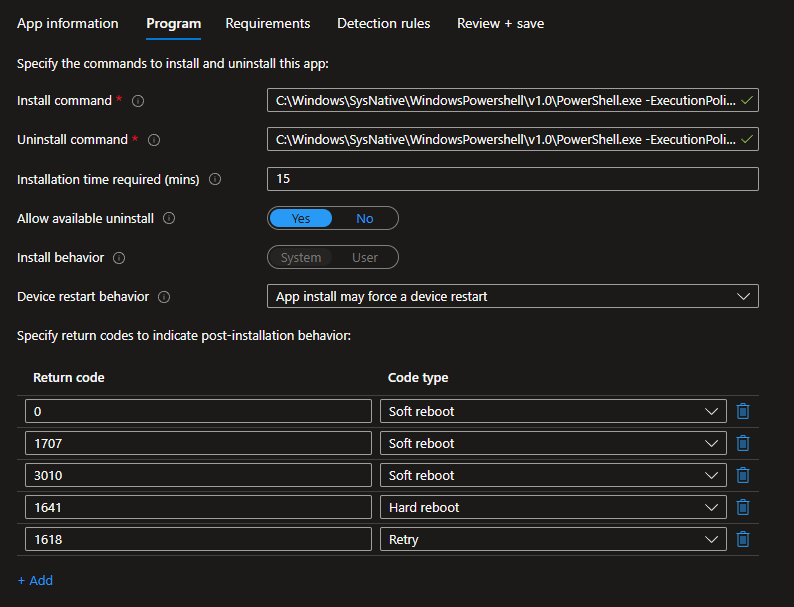 App information Program Requirements Detection rules Review + save
Specify the commands to install and uninstall this app:
Install command * C:\Windows\SysNative\WindowsPowershell\v1.0\PowerShell.exe -ExecutionPoli...
Uninstall command * C:\Windows\SysNative\WindowsPowershell\v1.0\PowerShell.exe -ExecutionPoli...
Installation time required (mins) 15
Allow available uninstall Yes No
Install behavior System User
Device restart behavior App install may force a device restart
Specify return codes to indicate post-installation behavior:
Return code Code type
0 Soft reboot
1707 Soft reboot
3010 Soft reboot
1641 Hard reboot
1618 Retry
+ Add